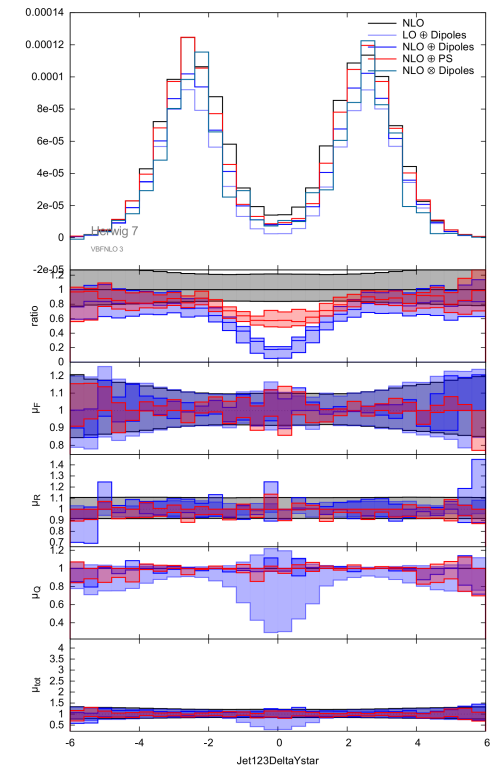 0.00014
0.00012
0.0001
8e-05
6e-05
4e-05
2e-05
0
-2e-05
NLO
LO ⊕ Dipoles
NLO ⊕ Dipoles
NLO ⊕ PS
NLO ⊗ Dipoles
Herwig 7
VBFNLO 3
ratio
1.2
1
0.8
0.6
0.4
0.2
0
μF
1.2
1.1
1
0.9
0.8
μR
1.4
1.3
1.2
1.1
1
0.9
0.8
0.7
μQ
1.2
1
0.8
0.6
0.4
μtot
4
3.5
3
2.5
2
1.5
1
0.5
-6 -4 -2 0 2 4 6
Jet123DeltaYstar